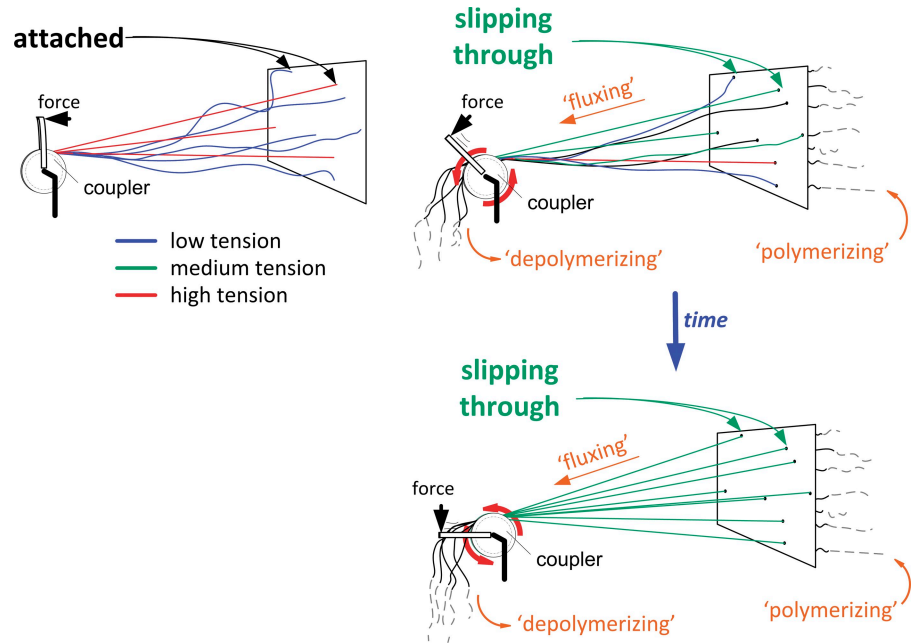 attached
force
coupler
low tension
medium tension
high tension
slipping
through
'fluxing'
force
coupler
'depolymerizing'
'polymerizing'
time
slipping
through
'fluxing'
force
coupler
'depolymerizing'
'polymerizing'